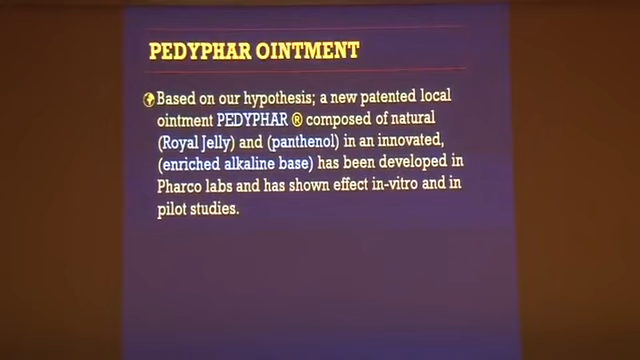 PEDYPHAR OINTMENT
Based on our hypothesis; a new patented local
ointment PEDYPHAR ® composed of natural
(Royal Jelly) and (panthenol) in an innovated,
(enriched alkaline base) has been developed in
Pharco labs and has shown effect in-vitro and in
pilot studies.